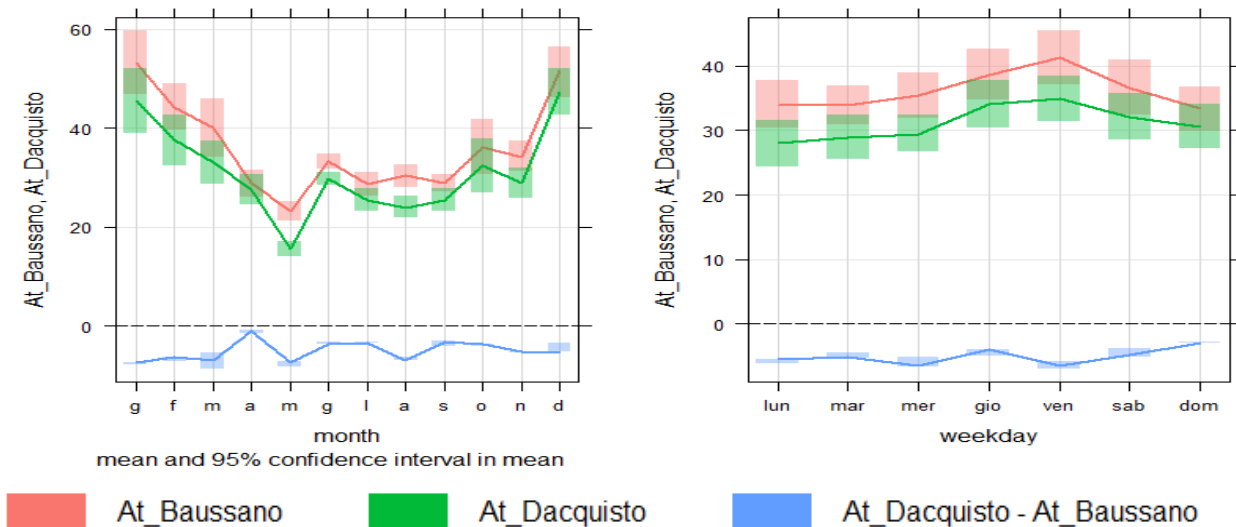 At_Baussano, At_Dacquisto
60
40
20
0
g f m a m g l a s o n d
month
mean and 95% confidence interval in mean
At_Baussano, At_Dacquisto
40
30
20
10
0
lun mar mer gio ven sab dom
weekday
At_Baussano At_Dacquisto At_Dacquisto - At_Baussano